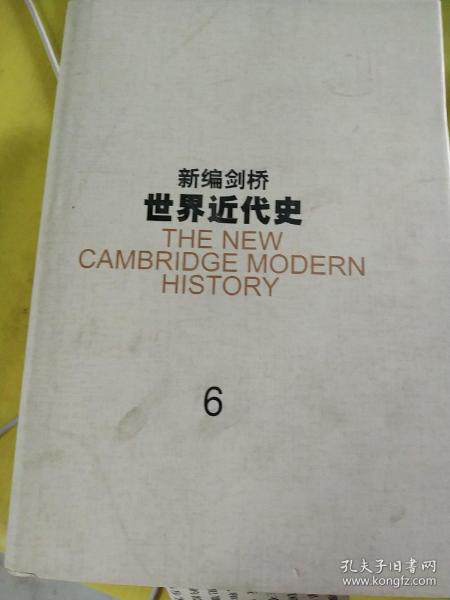 新编剑桥
世界近代史
THE NEW
CAMBRIDGE MODERN
HISTORY
6
孔夫子旧书网
www.kongfz.com